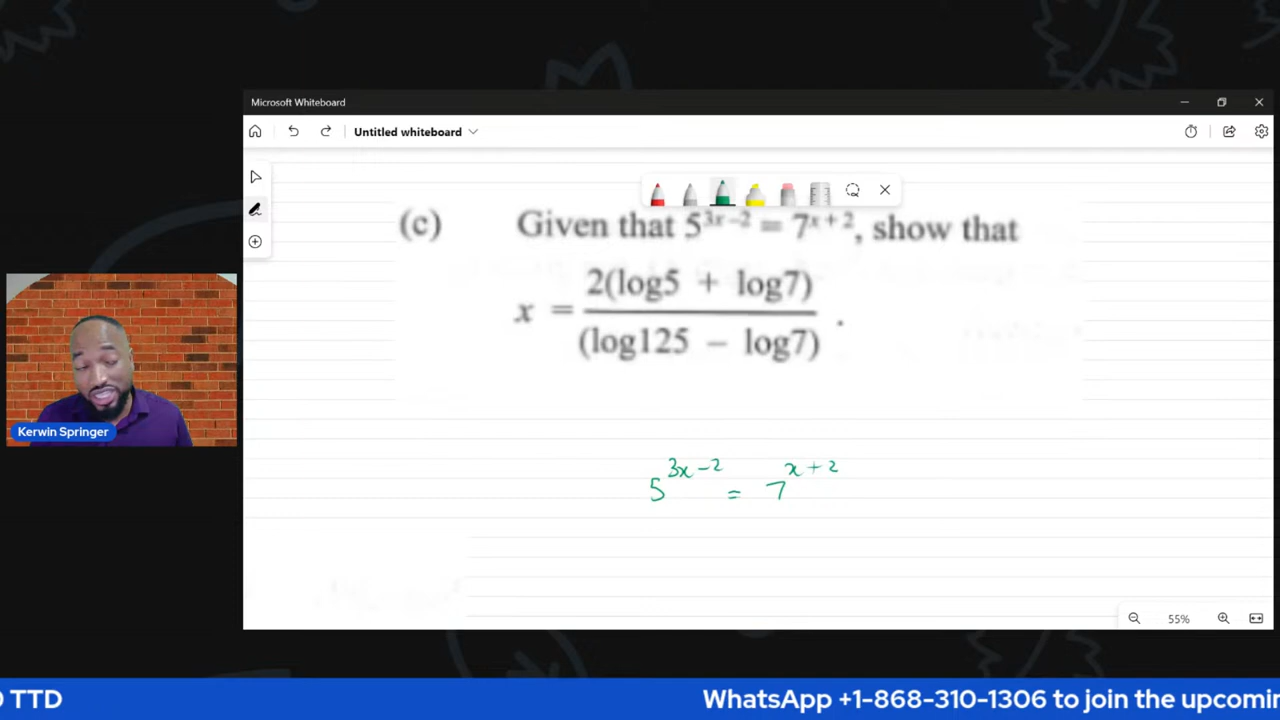 Microsoft Whiteboard
Untitled whiteboard
(c) Given that 5^{3x−2} = 7^{x+2}, show that
x = \frac{2(log5 + log7)}{(log125 − log7)} .
5^{3x−2} = 7^{x+2}
Kerwin Springer
55%
TTD
WhatsApp +1-868-310-1306 to join the